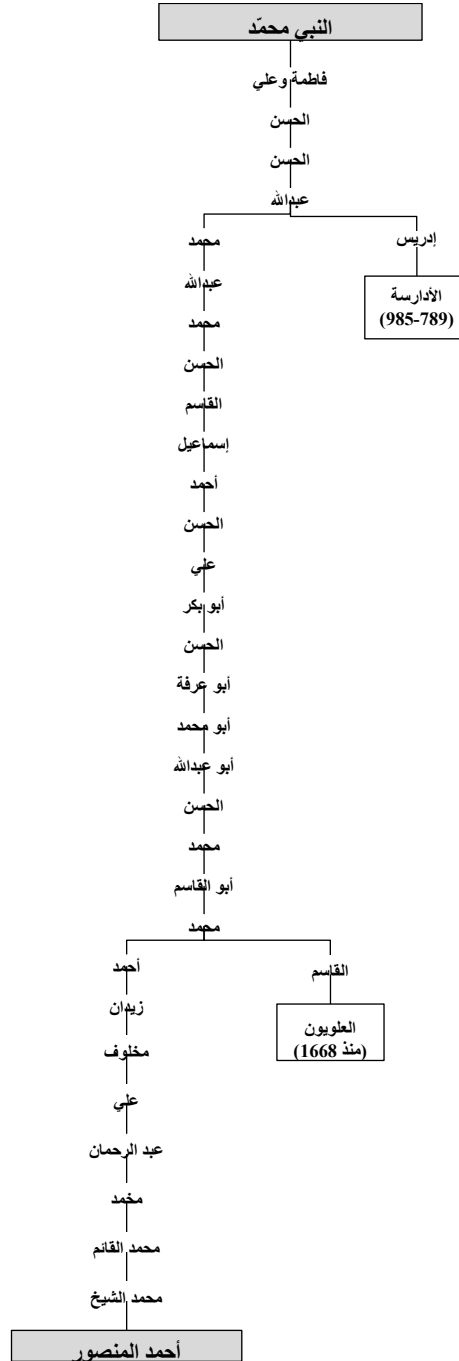 النبي محمّد
فاطمة وعلي
الحسن
الحسن
عبدالله
محمد
إدريس
عبدالله
الأدارسة
(985-789)
محمد
الحسن
القاسم
إسماعيل
أحمد
الحسن
علي
أبو بكر
الحسن
أبو عرفة
أبو محمد
أبو عبدالله
الحسن
محمد
أبو القاسم
محمد
أحمد
القاسم
زيدان
العلويون
(منذ 1668)
مخلوف
علي
عبد الرحمان
مخمد
محمد القائم
محمد الشيخ
أحمد المنصور